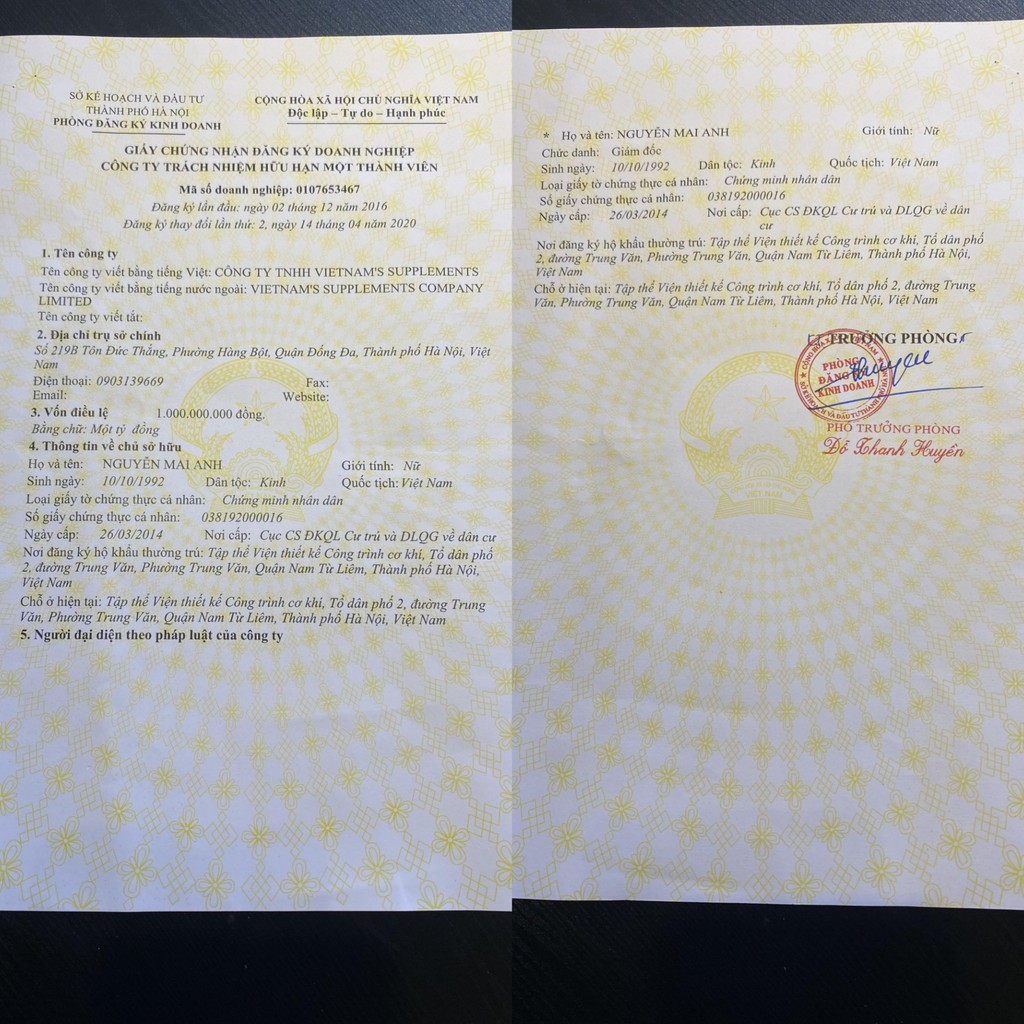 SỞ KẾ HOẠCH VÀ ĐẦU TƯ
THÀNH PHỐ HÀ NỘI
PHÒNG ĐĂNG KÝ KINH DOANH
CỘNG HÒA XÃ HỘI CHỦ NGHĨA VIỆT NAM
Độc lập – Tự do – Hạnh phúc
GIẤY CHỨNG NHẬN ĐĂNG KÝ DOANH NGHIỆP
CÔNG TY TRÁCH NHIỆM HỮU HẠN MỘT THÀNH VIÊN
Mã số doanh nghiệp: 0107653467
Đăng ký lần đầu: ngày 02 tháng 12 năm 2016
Đăng ký thay đổi lần thứ: 2, ngày 14 tháng 04 năm 2020
1. Tên công ty
Tên công ty viết bằng tiếng Việt: CÔNG TY TNHH VIETNAM'S SUPPLEMENTS
Tên công ty viết bằng tiếng nước ngoài: VIETNAM'S SUPPLEMENTS COMPANY
LIMITED
Tên công ty viết tắt:
2. Địa chỉ trụ sở chính
Số 219B Tôn Đức Thắng, Phường Hàng Bột, Quận Đống Đa, Thành phố Hà Nội, Việt
Nam
Điện thoại: 0903139669 Fax:
Email: Website:
3. Vốn điều lệ 1.000.000.000 đồng.
Bằng chữ: Một tỷ đồng
4. Thông tin về chủ sở hữu
Họ và tên: NGUYỄN MAI ANH Giới tính: Nữ
Sinh ngày: 10/10/1992 Dân tộc: Kinh Quốc tịch: Việt Nam
Loại giấy tờ chứng thực cá nhân: Chứng minh nhân dân
Số giấy chứng thực cá nhân: 038192000016
Ngày cấp: 26/03/2014 Nơi cấp: Cục CS ĐKQL Cư trú và DLQG về dân cư
Nơi đăng ký hộ khẩu thường trú: Tập thể Viện thiết kế Công trình cơ khí, Tổ dân phố
2, đường Trung Văn, Phường Trung Văn, Quận Nam Từ Liêm, Thành phố Hà Nội,
Việt Nam
Chỗ ở hiện tại: Tập thể Viện thiết kế Công trình cơ khí, Tổ dân phố 2, đường Trung
Văn, Phường Trung Văn, Quận Nam Từ Liêm, Thành phố Hà Nội, Việt Nam
5. Người đại diện theo pháp luật của công ty
* Họ và tên: NGUYỄN MAI ANH Giới tính: Nữ
Chức danh: Giám đốc
Sinh ngày: 10/10/1992 Dân tộc: Kinh Quốc tịch: Việt Nam
Loại giấy tờ chứng thực cá nhân: Chứng minh nhân dân
Số giấy chứng thực cá nhân: 038192000016
Ngày cấp: 26/03/2014 Nơi cấp: Cục CS ĐKQL Cư trú và DLQG về dân
cư
Nơi đăng ký hộ khẩu thường trú: Tập thể Viện thiết kế Công trình cơ khí, Tổ dân phố
2, đường Trung Văn, Phường Trung Văn, Quận Nam Từ Liêm, Thành phố Hà Nội,
Việt Nam
Chỗ ở hiện tại: Tập thể Viện thiết kế Công trình cơ khí, Tổ dân phố 2, đường Trung
Văn, Phường Trung Văn, Quận Nam Từ Liêm, Thành phố Hà Nội, Việt Nam
TRƯỞNG PHÒNG
PHÒNG
ĐĂNG
KINH DOANH
SỞ KẾ HOẠCH VÀ ĐẦU TƯ THÀNH PHỐ HÀ NỘI
PHÓ TRƯỞNG PHÒNG
Đỗ Thanh Huyền